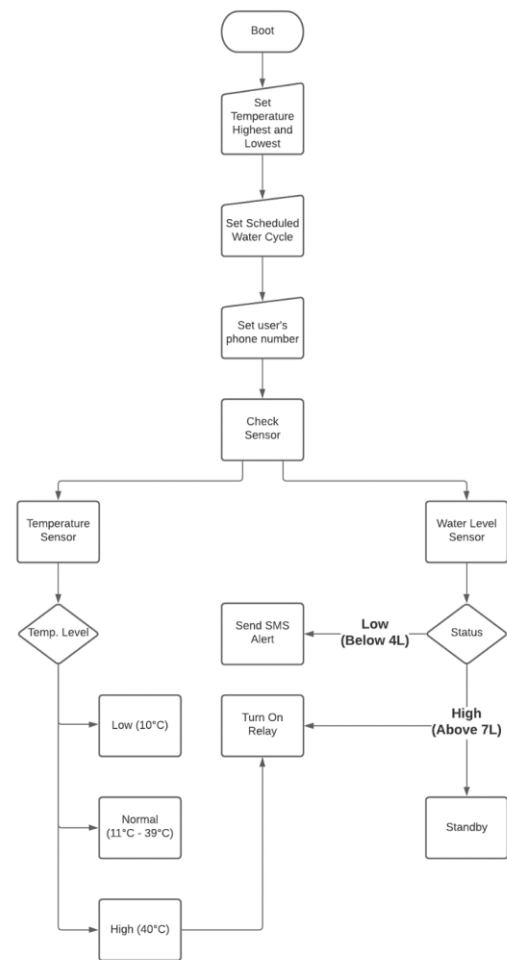 Boot
Set
Temperature
Highest and
Lowest
Set Scheduled
Water Cycle
Set user's
phone number
Check
Sensor
Temperature
Sensor
Water Level
Sensor
Temp. Level
Send SMS
Alert
Low
(Below 4L)
Status
Low (10°C)
Turn On
Relay
High
(Above 7L)
Normal
(11°C - 39°C)
Standby
High (40°C)